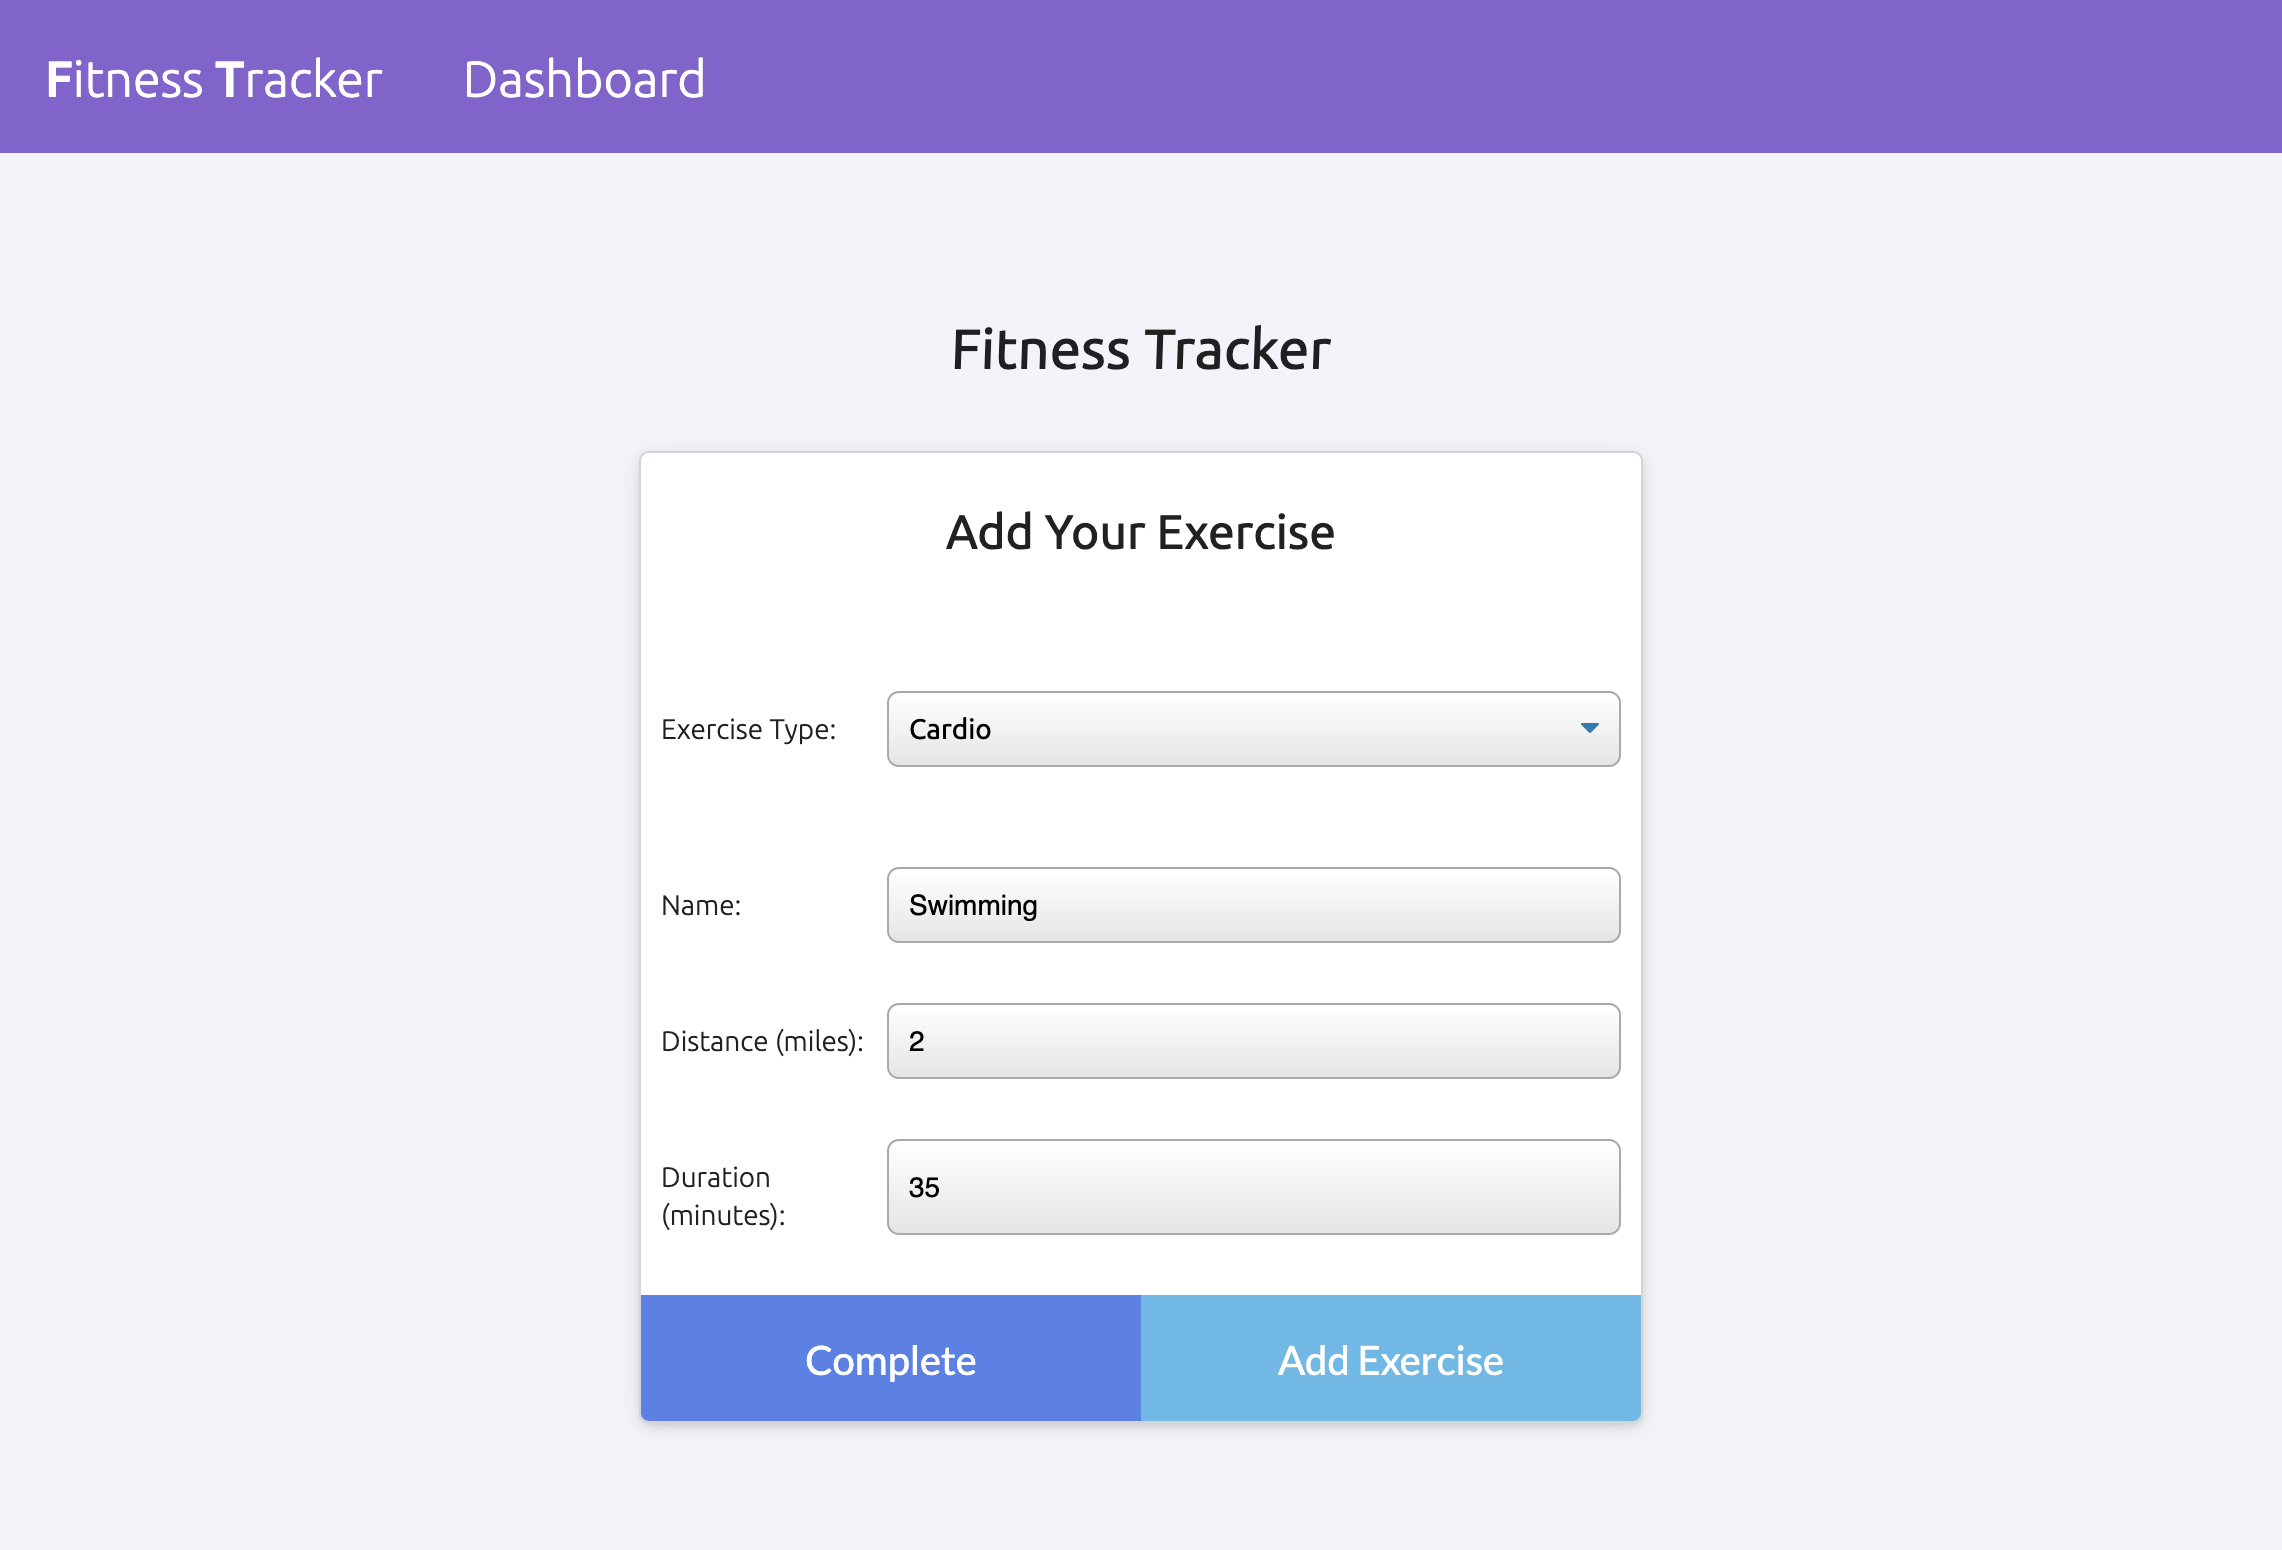 Fitness Tracker Dashboard
Fitness Tracker
Add Your Exercise
Exercise Type: Cardio
Name: Swimming
Distance (miles): 2
Duration (minutes): 35
Complete Add Exercise